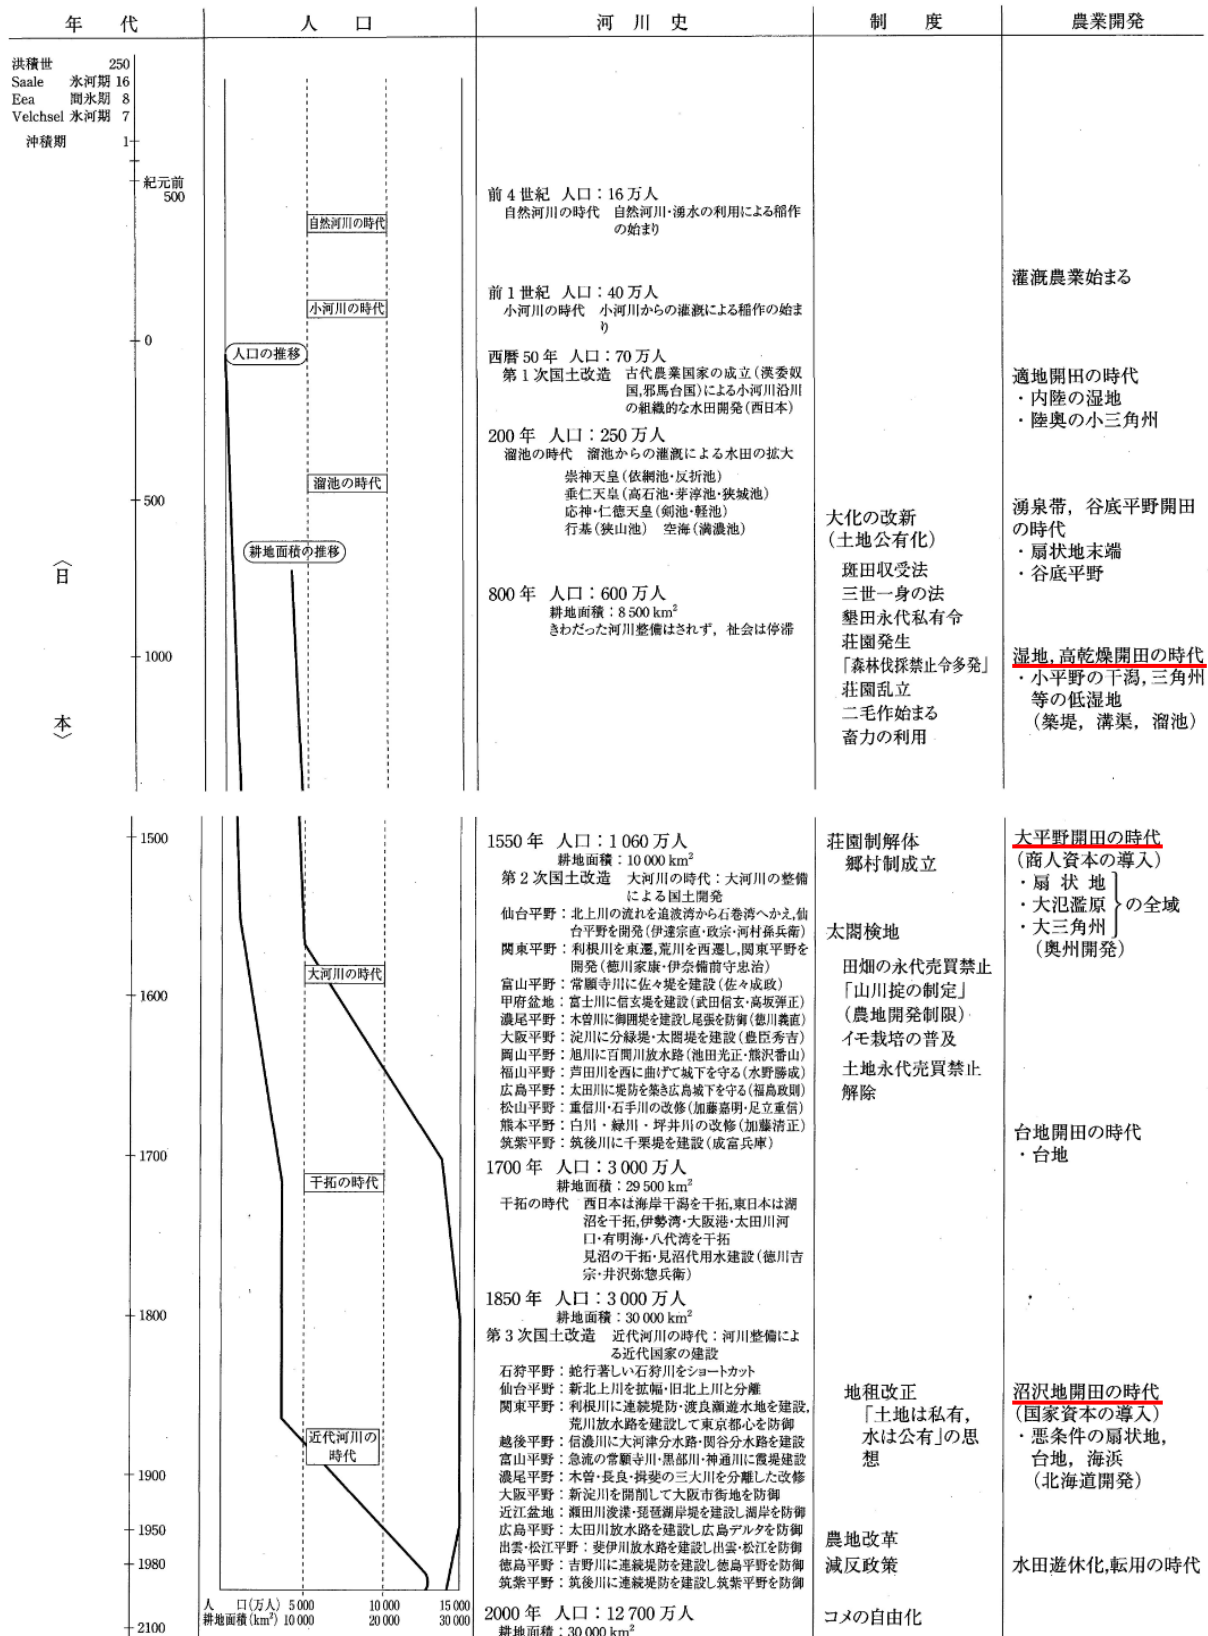 年 代
人 口
河 川 史
制 度
農業開発
洪積世 250
Saale 氷河期 16
Eea 間氷期 8
Velchsel 氷河期 7
沖積期 1
紀元前
500
0
500
1000
〈日 本〉
自然河川の時代
小河川の時代
人口の推移
溜池の時代
耕地面積の推移
前4世紀 人口：16万人
自然河川の時代 自然河川・湧水の利用による稲作
の始まり
前1世紀 人口：40万人
小河川の時代 小河川からの灌漑による稲作の始ま
り
西暦50年 人口：70万人
第1次国土改造 古代農業国家の成立(漢委奴
国,邪馬台国)による小河川沿川
の組織的な水田開発(西日本)
200年 人口：250万人
溜池の時代 溜池からの灌漑による水田の拡大
崇神天皇(依網池・反折池)
垂仁天皇(高石池・茅渟池・狭城池)
応神・仁徳天皇(剣池・軽池)
行基(狭山池) 空海(満濃池)
800年 人口：600万人
耕地面積：8500km²
きわだった河川整備はされず，社会は停滞
大化の改新
(土地公有化)
斑田収受法
三世一身の法
墾田永代私有令
荘園発生
「森林伐採禁止令多発」
荘園乱立
二毛作始まる
畜力の利用
灌漑農業始まる
適地開田の時代
・内陸の湿地
・陸奥の小三角州
湧泉帯，谷底平野開田
の時代
・扇状地末端
・谷底平野
湿地,高乾燥開田の時代
・小平野の干潟,三角州
等の低湿地
(築堤，溝渠，溜池)
1500
1600
1700
1800
1900
1950
1980
2100
大河川の時代
干拓の時代
近代河川の
時代
人 口(万人) 5000 10000 15000
耕地面積(km²) 10000 20000 30000
1550年 人口：1060万人
耕地面積：10000km²
第2次国土改造 大河川の時代：大河川の整備
による国土開発
仙台平野：北上川の流れを追波湾から石巻湾へかえ,仙
台平野を開発(伊達宗直・政宗・河村孫兵衛)
関東平野：利根川を東遷,荒川を西遷し,関東平野を
開発(徳川家康・伊奈備前守忠治)
富山平野：常願寺川に佐々堤を建設(佐々成政)
甲府盆地：富士川に信玄堤を建設(武田信玄・高坂弾正)
濃尾平野：木曽川に御囲堤を建設し尾張を防御(徳川義直)
大阪平野：淀川に分緑堤・太閤堤を建設(豊臣秀吉)
岡山平野：旭川に百間川放水路(池田光正・熊沢番山)
福山平野：芦田川を西に曲げて城下を守る(水野勝成)
広島平野：太田川に堤防を築き広島城下を守る(福島政則)
松山平野：重信川・石手川の改修(加藤嘉明・足立重信)
熊本平野：白川・緑川・坪井川の改修(加藤清正)
筑紫平野：筑後川に千栗堤を建設(成富兵庫)
1700年 人口：3000万人
耕地面積：29500km²
干拓の時代 西日本は海岸干潟を干拓,東日本は湖
沼を干拓,伊勢湾・大阪港・太田川河
口・有明海・八代湾を干拓
見沼の干拓・見沼代用水建設(徳川吉
宗・井沢弥惣兵衛)
1850年 人口：3000万人
耕地面積：30000km²
第3次国土改造 近代河川の時代：河川整備によ
る近代国家の建設
石狩平野：蛇行著しい石狩川をショートカット
仙台平野：新北上川を拡幅・旧北上川と分離
関東平野：利根川に連続堤防・渡良瀬遊水地を建設,
荒川放水路を建設して東京都心を防御
越後平野：信濃川に大河津分水路・関谷分水路を建設
富山平野：急流の常願寺川・黒部川・神通川に霞堤建設
濃尾平野：木曽・長良・揖斐の三大川を分離した改修
大阪平野：新淀川を開削して大阪市街地を防御
近江盆地：瀬田川浚渫・琵琶湖岸堤を建設し湖岸を防御
広島平野：太田川放水路を建設し広島デルタを防御
出雲・松江平野：斐伊川放水路を建設し出雲・松江を防御
徳島平野：吉野川に連続堤防を建設し徳島平野を防御
筑紫平野：筑後川に連続堤防を建設し筑紫平野を防御
2000年 人口：12700万人
耕地面積：30000km²
荘園制解体
郷村制成立
太閤検地
田畑の永代売買禁止
「山川掟の制定」
(農地開発制限)
イモ栽培の普及
土地永代売買禁止
解除
地租改正
「土地は私有，
水は公有」の思
想
農地改革
減反政策
コメの自由化
大平野開田の時代
(商人資本の導入)
・扇 状 地
・大氾濫原 の全域
・大三角州
(奥州開発)
台地開田の時代
・台地
沼沢地開田の時代
(国家資本の導入)
・悪条件の扇状地，
台地，海浜
(北海道開発)
水田遊休化,転用の時代